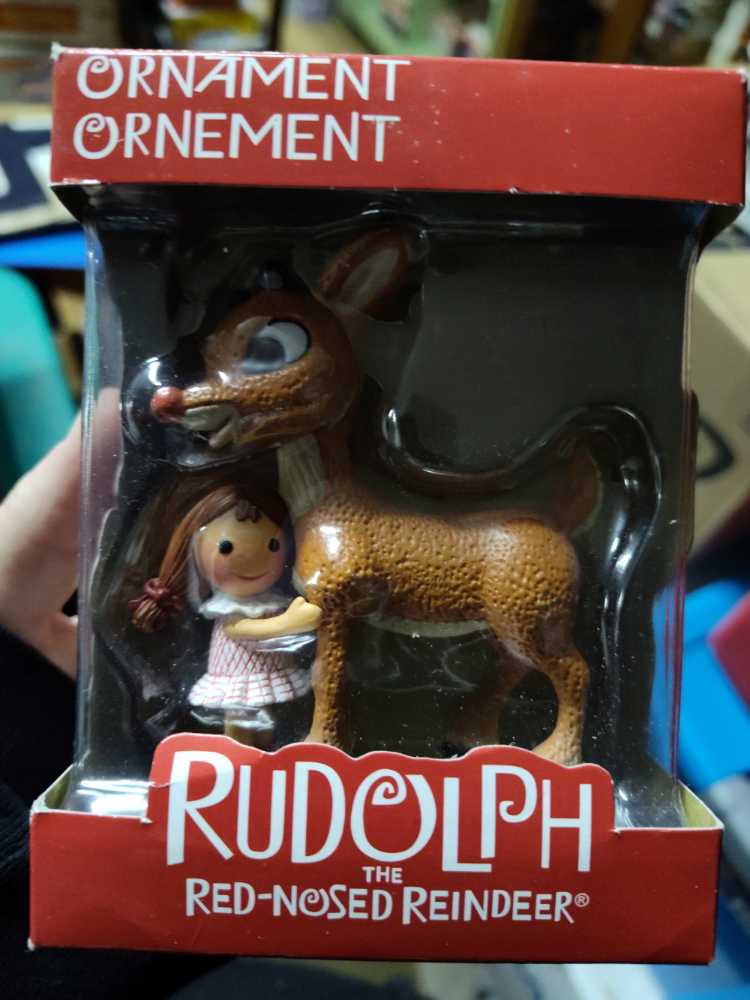 ORNAMENT
ORNEMENT
RUDOLPH
THE
RED-NOSED REINDEER®